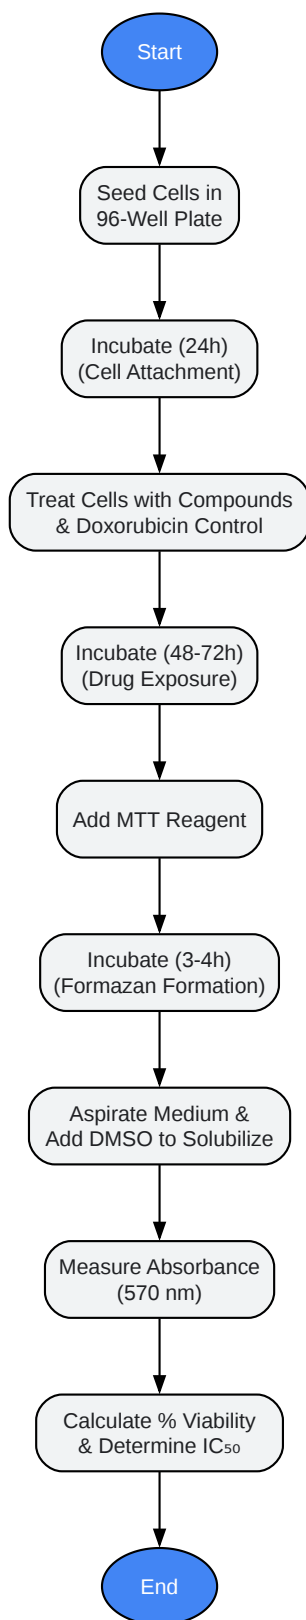 Start
Seed Cells in
96-Well Plate
Incubate (24h)
(Cell Attachment)
Treat Cells with Compounds
& Doxorubicin Control
Incubate (48-72h)
(Drug Exposure)
Add MTT Reagent
Incubate (3-4h)
(Formazan Formation)
Aspirate Medium &
Add DMSO to Solubilize
Measure Absorbance
(570 nm)
Calculate % Viability
& Determine IC₅₀
End